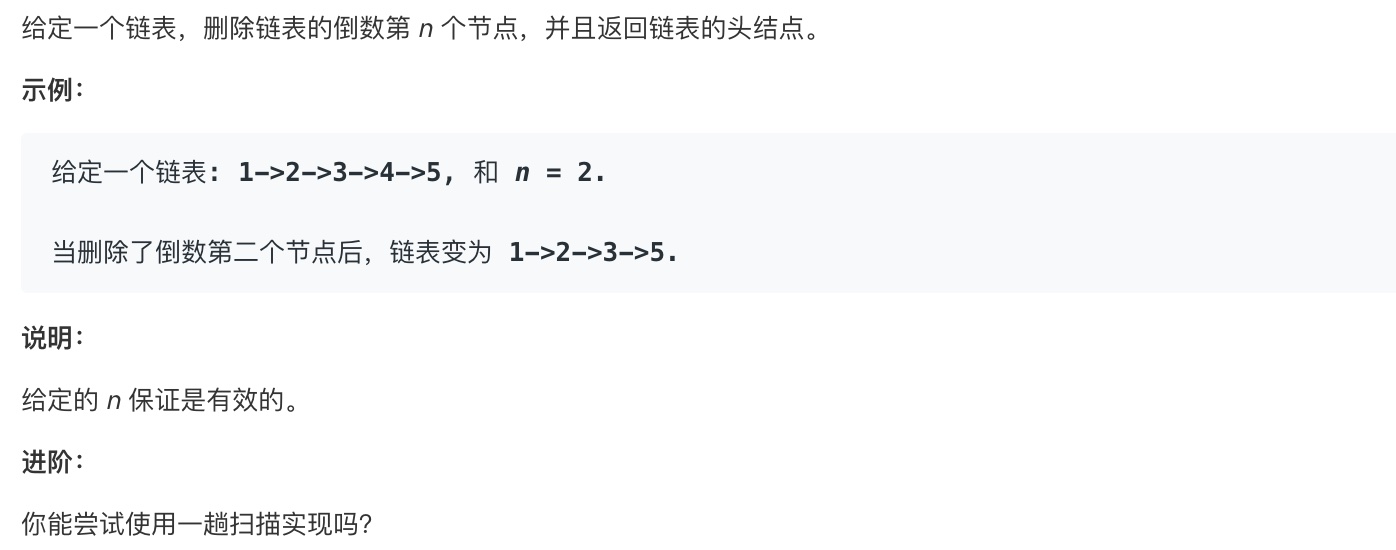 给定一个链表，删除链表的倒数第 n 个节点，并且返回链表的头结点。
示例：
给定一个链表: 1->2->3->4->5, 和 n = 2.
当删除了倒数第二个节点后，链表变为 1->2->3->5.
说明：
给定的 n 保证是有效的。
进阶：
你能尝试使用一趟扫描实现吗？